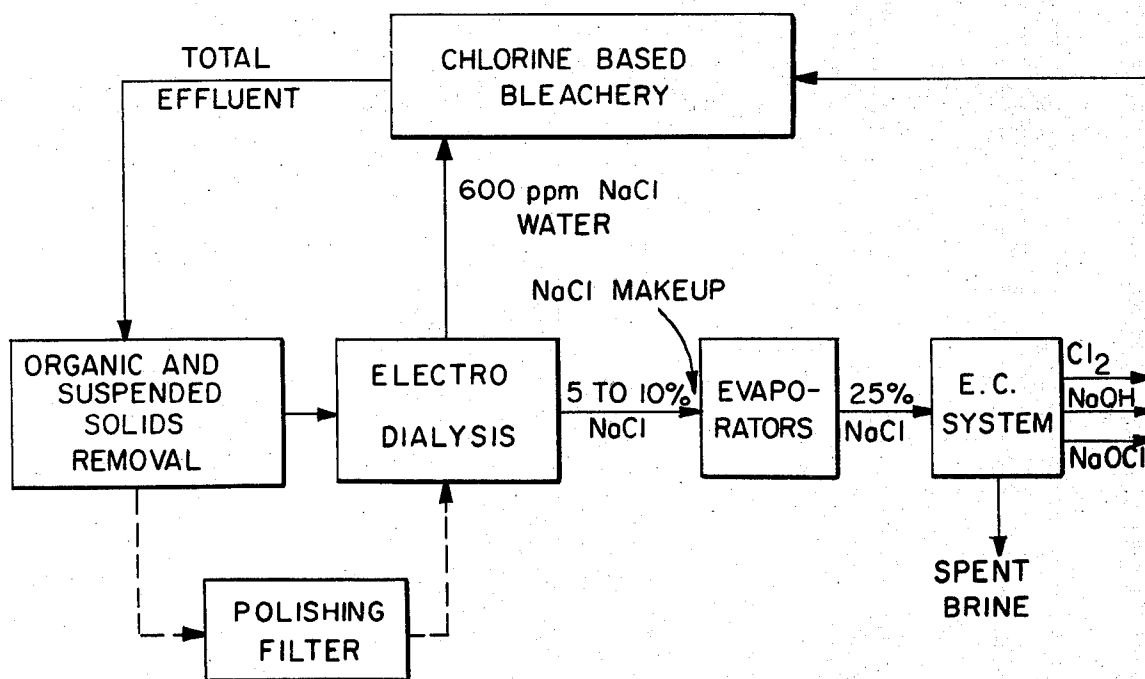 TOTAL
EFFLUENT
CHLORINE BASED
BLEACHERY
600 ppm NaCl
WATER
NaCl MAKEUP
ORGANIC AND
SUSPENDED
SOLIDS
REMOVAL
ELECTRO
DIALYSIS
5 TO 10%
NaCl
EVAPO-
RATORS
25%
NaCl
E.C.
SYSTEM
Cl2
NaOH
NaOCl
SPENT
BRINE
POLISHING
FILTER